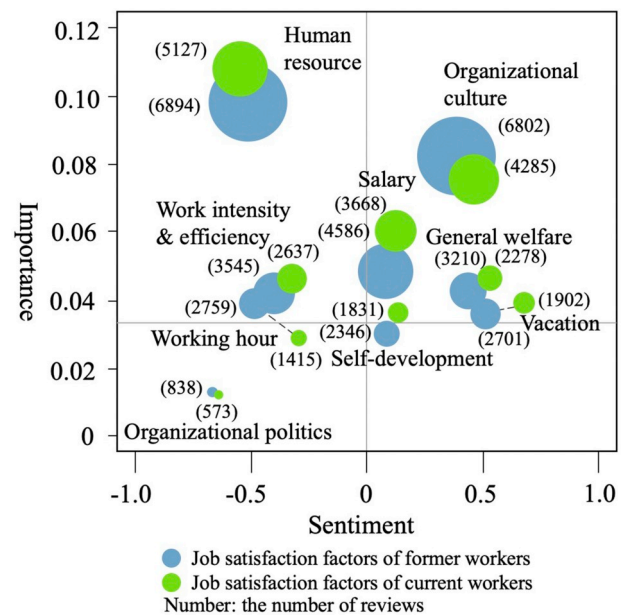 0.12
0.10
0.08
0.06
0.04
0.02
0
Importance
Human
resource
(5127)
(6894)
Organizational
culture
(6802)
(4285)
Salary
(3668)
(4586)
Work intensity
& efficiency
(2637)
(3545)
(2759)
General welfare
(3210)
(2278)
(1902)
Vacation
(2701)
(1831)
(2346)
Self-development
Working hour
(1415)
(838)
(573)
Organizational politics
-1.0
-0.5
0
0.5
1.0
Sentiment
Job satisfaction factors of former workers
Job satisfaction factors of current workers
Number: the number of reviews